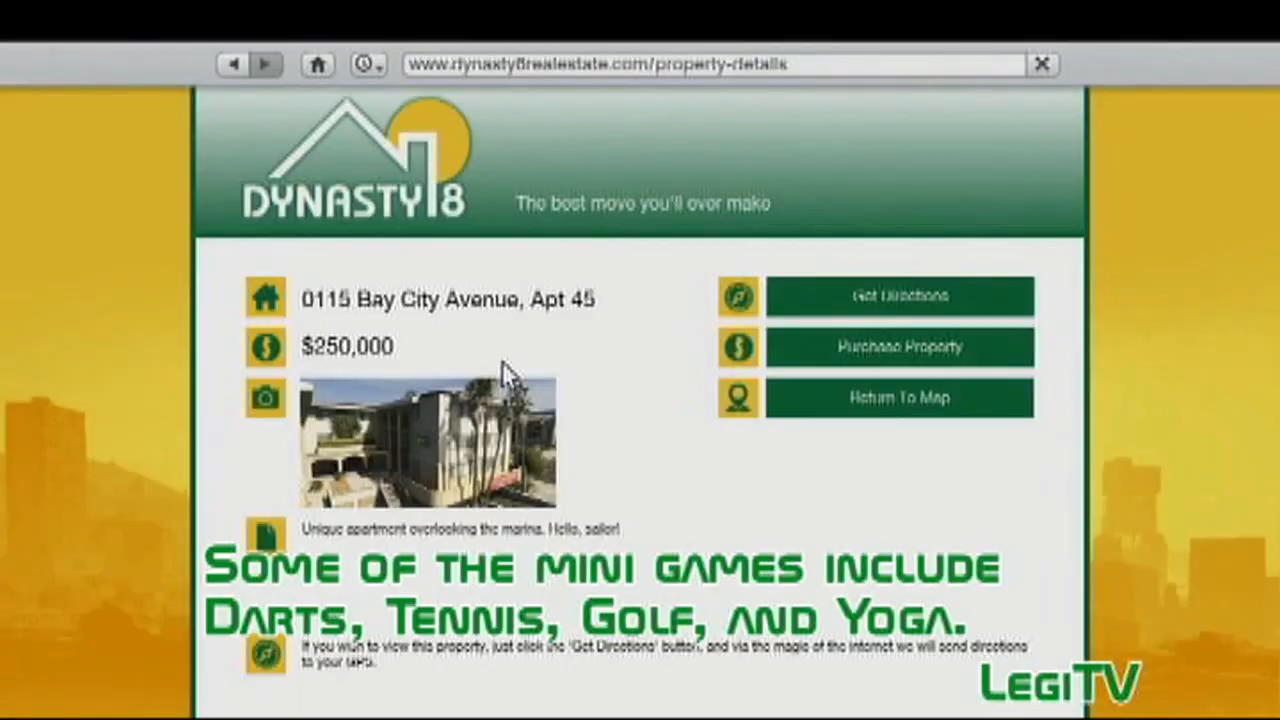 www.dynasty8realestate.com/property-details
DYNASTY 8
The best move you'll ever make
0115 Bay City Avenue, Apt 45
Get Directions
$250,000
Purchase Property
Return To Map
Unique apartment overlooking the marina. Hello, sailor!
Some of the mini games include
Darts, Tennis, Golf, and Yoga.
If you wish to view this property, just click the 'Get Directions' button, and via the magic of the internet we will send directions
to your GPS.
LegiTV